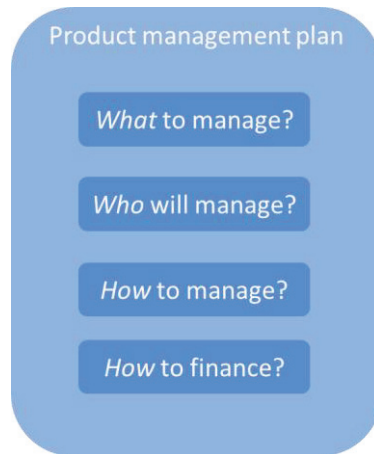 Product management plan
What to manage?
Who will manage?
How to manage?
How to finance?